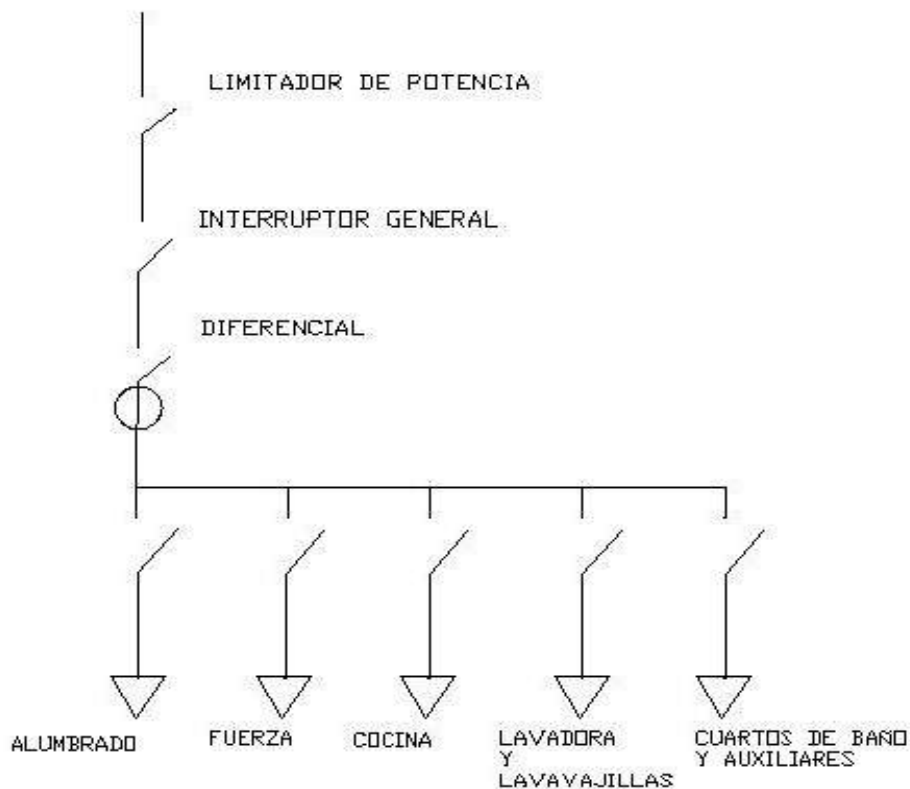 LIMITADOR DE POTENCIA
INTERRUPTOR GENERAL
DIFERENCIAL
ALUMBRADO
FUERZA
COCINA
LAVADORA
Y
LAVAVAJILLAS
CUARTOS DE BAÑO
Y AUXILIARES